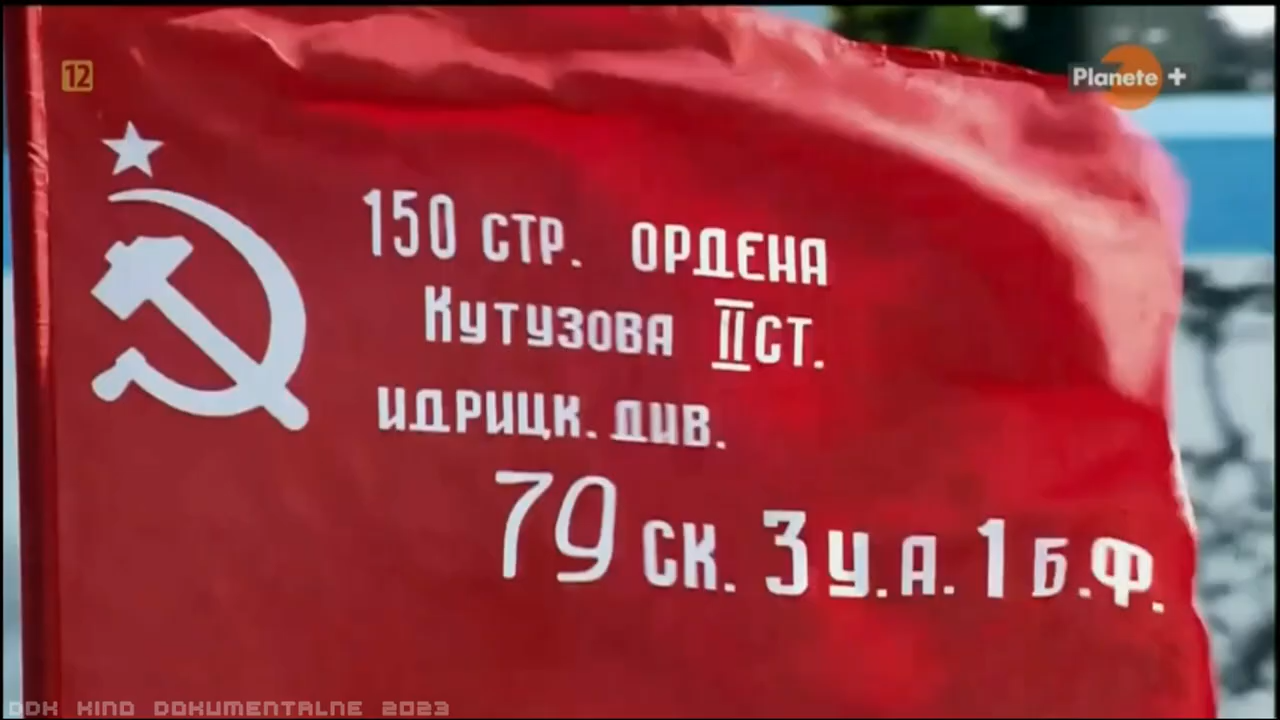 12
Planete +
150 СТР. ОРДЕНА
КУТУЗОВА II СТ.
ИДРИЦК. ДИВ.
79 СК. 3 У.А. 1 Б.Ф.
DDK KINO DOKUMENTALNE 2023